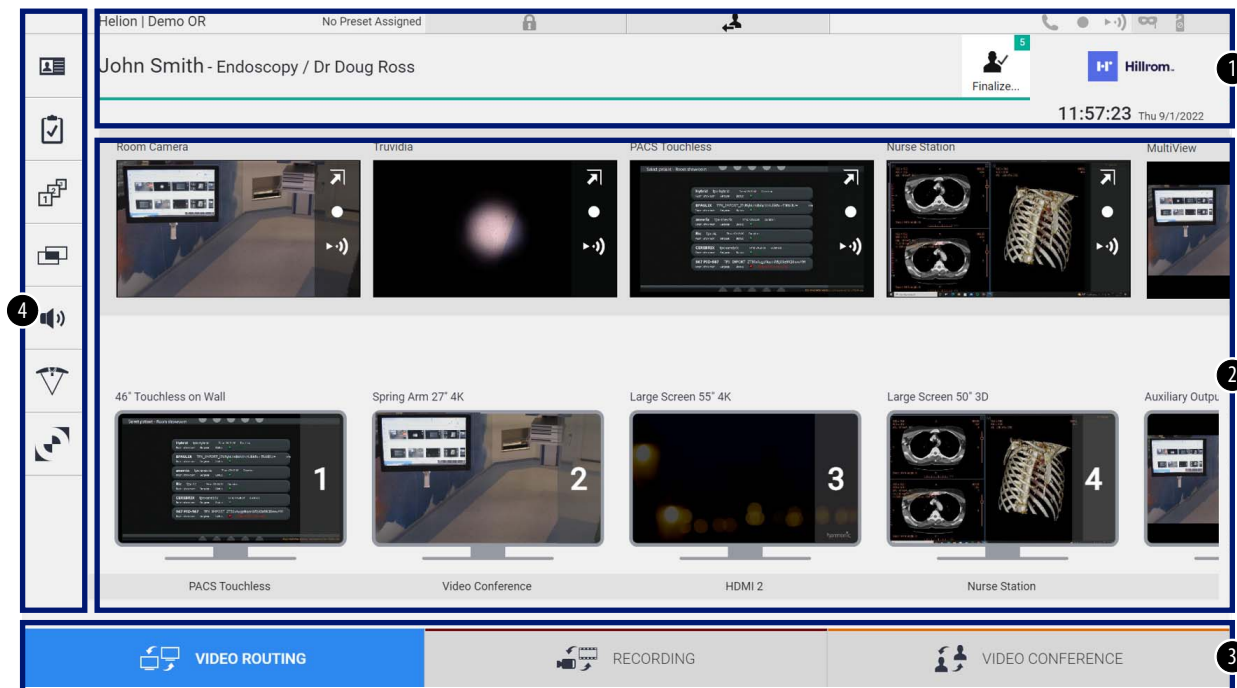 Helion | Demo OR No Preset Assigned
John Smith - Endoscopy / Dr Doug Ross
5
Finalize...
Hillrom™
1
11:57:23 Thu 9/1/2022
Room Camera Truvidia PACS Touchless Nurse Station MultiView
4
2
46" Touchless on Wall Spring Arm 27" 4K Large Screen 55" 4K Large Screen 50" 3D Auxiliary Outpu
1 2 3 4
PACS Touchless Video Conference HDMI 2 Nurse Station
VIDEO ROUTING RECORDING VIDEO CONFERENCE
3